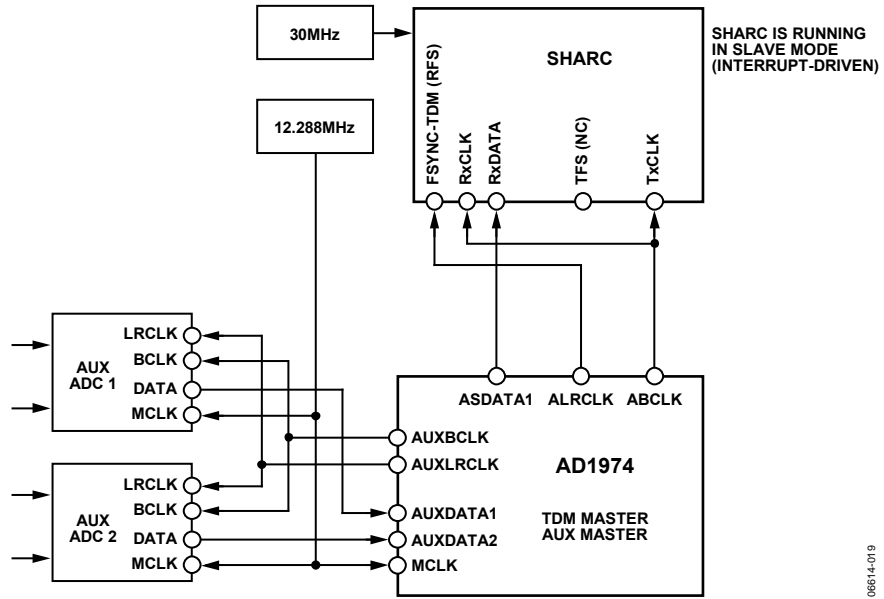 30MHz
SHARC
SHARC IS RUNNING
IN SLAVE MODE
(INTERRUPT-DRIVEN)
12.288MHz
FSYNC-TDM (RFS)
RxCLK
RxDATA
TFS (NC)
TxCLK
LRCLK
BCLK
DATA
MCLK
AUX
ADC 1
LRCLK
BCLK
DATA
MCLK
AUX
ADC 2
ASDATA1
ALRCLK
ABCLK
AUXBCLK
AUXLRCLK
AUXDATA1
AUXDATA2
MCLK
AD1974
TDM MASTER
AUX MASTER
06614-019